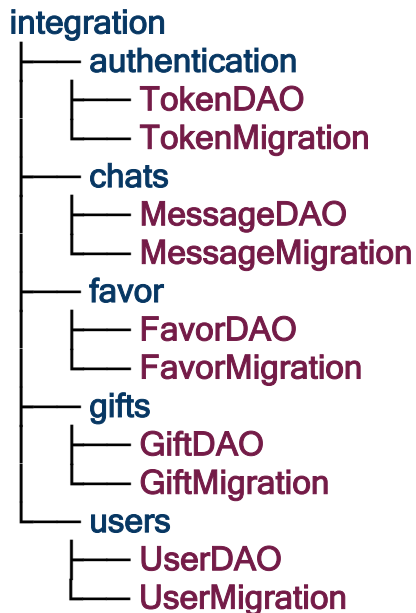 integration
authentication
TokenDAO
TokenMigration
chats
MessageDAO
MessageMigration
favor
FavorDAO
FavorMigration
gifts
GiftDAO
GiftMigration
users
UserDAO
UserMigration